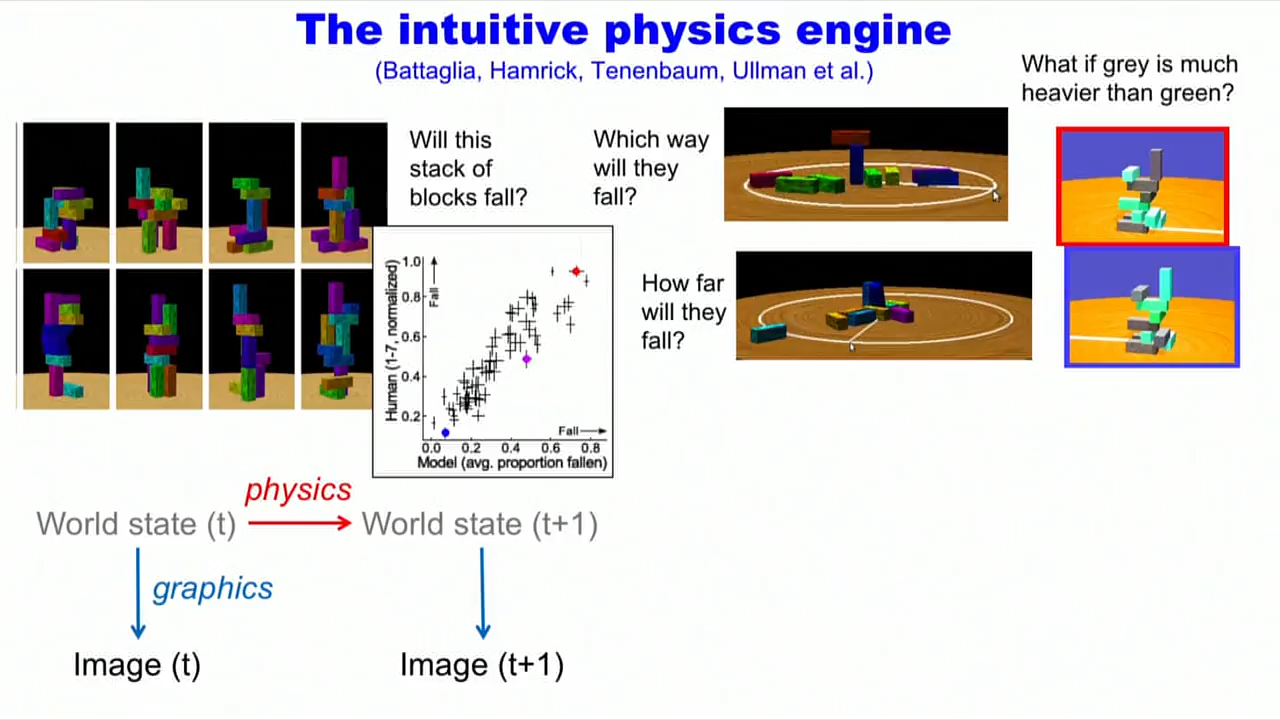 The intuitive physics engine
(Battaglia, Hamrick, Tenenbaum, Ullman et al.)
What if grey is much
heavier than green?
Will this
stack of
blocks fall?
Which way
will they
fall?
How far
will they
fall?
Human (1-7, normalized)
Fall
1.0
0.8
0.6
0.4
0.2
Fall
0.0 0.2 0.4 0.6 0.8
Model (avg. proportion fallen)
physics
World state (t)
World state (t+1)
graphics
Image (t)
Image (t+1)